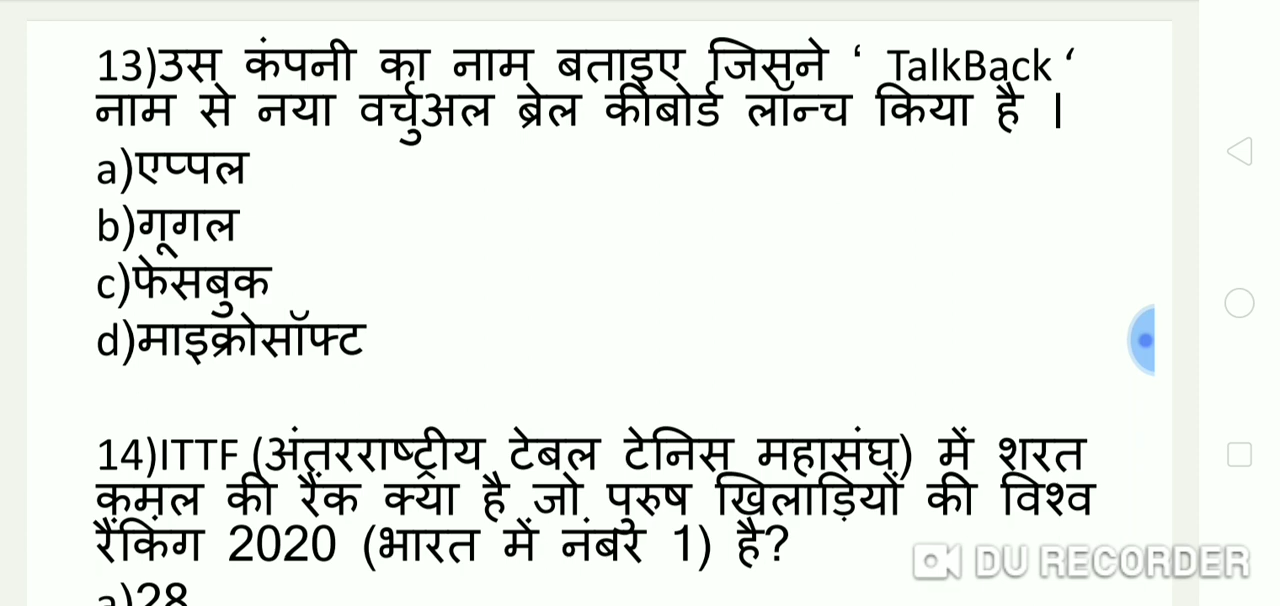 13)उस कंपनी का नाम बताइए जिसने ‘ TalkBack ‘
नाम से नया वर्चुअल ब्रेल कीबोर्ड लॉन्च किया है ।
a)एप्पल
b)गूगल
c)फेसबुक
d)माइक्रोसॉफ्ट
14)ITTF (अंतरराष्ट्रीय टेबल टेनिस महासंघ) में शरत
कमल की रैंक क्या है जो पुरुष खिलाड़ियों की विश्व
रैंकिंग 2020 (भारत में नंबर 1) है?
a)28
DU RECORDER